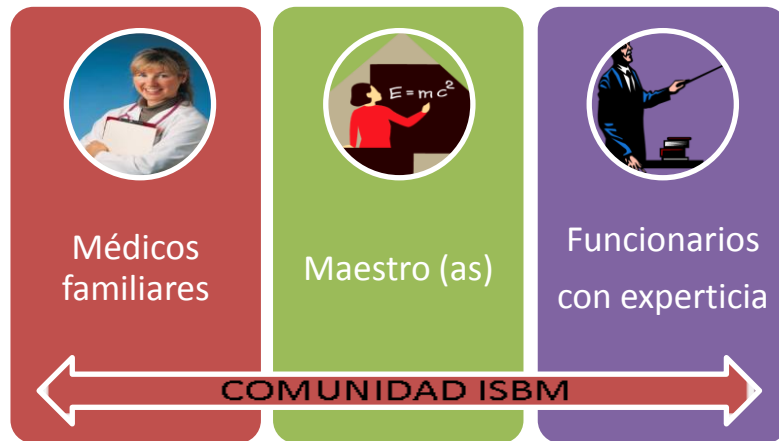 E=mc²
Médicos
familiares
Maestro (as)
Funcionarios
con experticia
COMUNIDAD ISBM